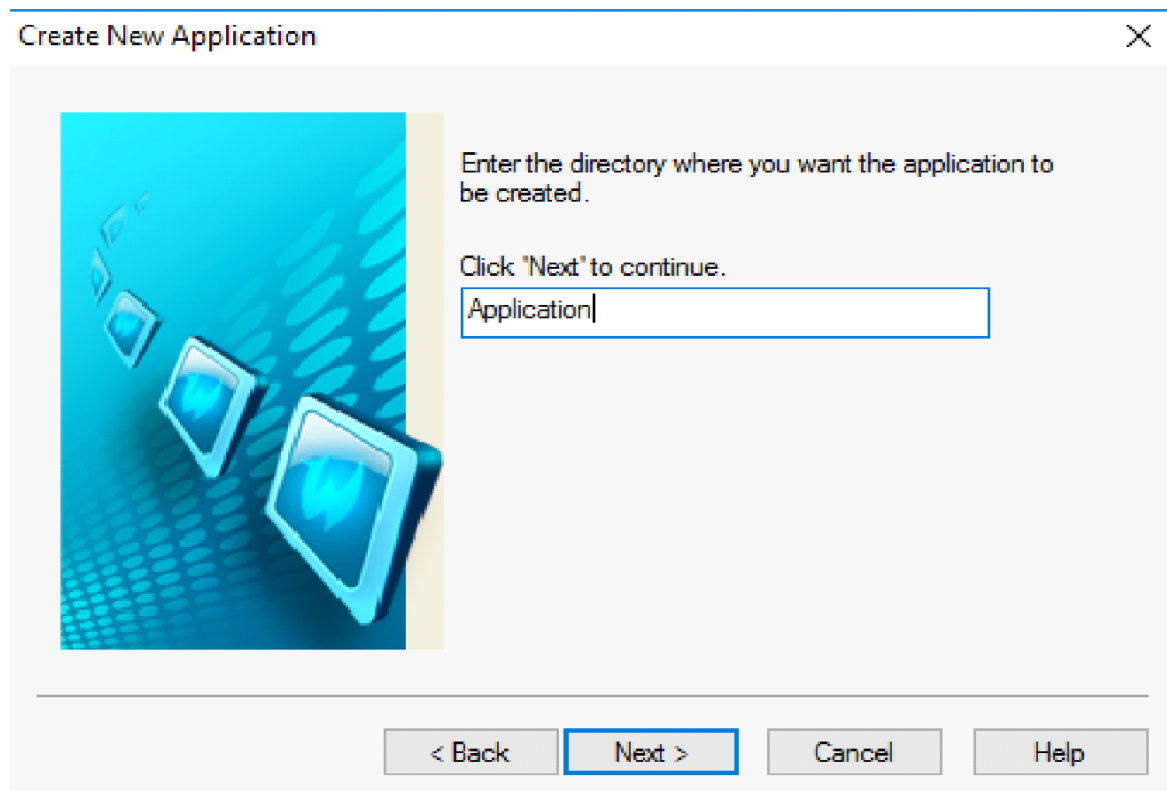 Create New Application
Enter the directory where you want the application to
be created.
Click "Next" to continue.
Application
< Back
Next >
Cancel
Help